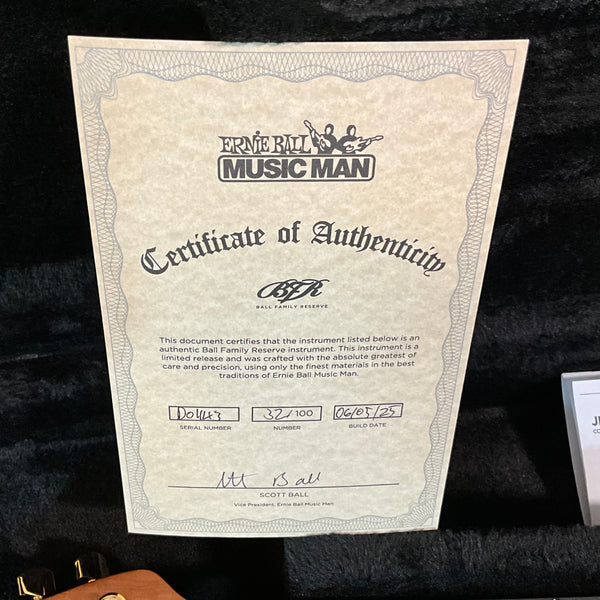 ERNIE BALL
MUSIC MAN
Certificate of Authenticity
BFR
BALL FAMILY RESERVE
This document certifies that the instrument listed below is an
authentic Ball Family Reserve instrument. This instrument is a
limited release and was crafted with the absolute greatest of
care and precision, using only the finest materials in the best
traditions of Ernie Ball Music Man.
32/100 06/05/25
SERIAL NUMBER NUMBER BUILD DATE
SCOTT BALL
Vice President, Ernie Ball Music Man